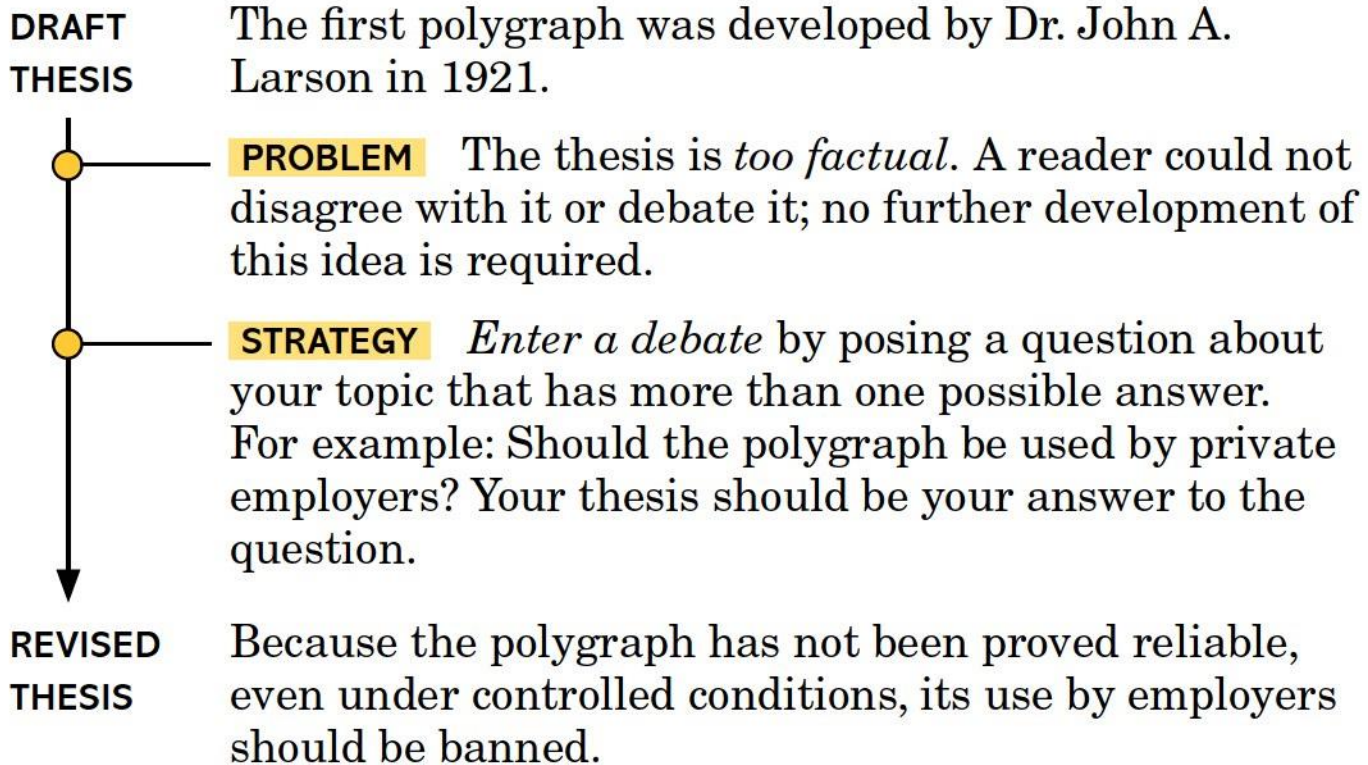 DRAFT THESIS
The first polygraph was developed by Dr. John A.
Larson in 1921.
PROBLEM The thesis is too factual. A reader could not
disagree with it or debate it; no further development of
this idea is required.
STRATEGY Enter a debate by posing a question about
your topic that has more than one possible answer.
For example: Should the polygraph be used by private
employers? Your thesis should be your answer to the
question.
REVISED THESIS
Because the polygraph has not been proved reliable,
even under controlled conditions, its use by employers
should be banned.